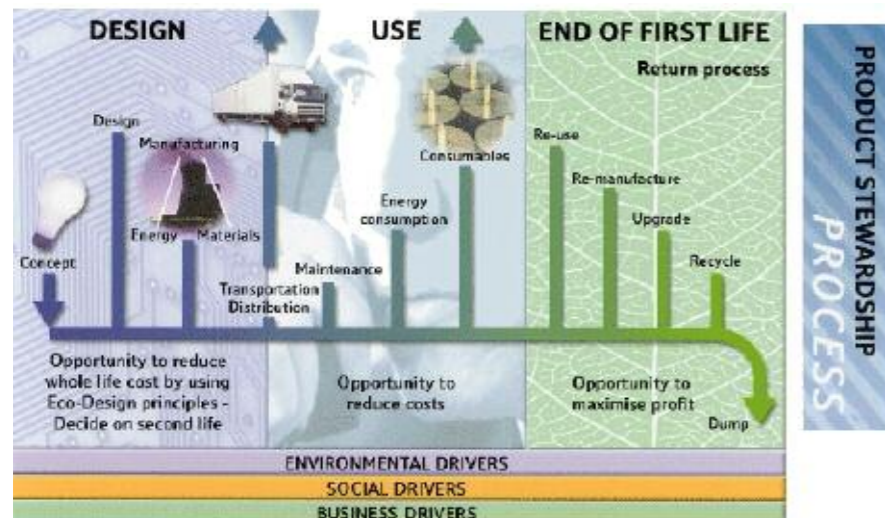 DESIGN
USE
END OF FIRST LIFE
Return process
Design
Manufacturing
Energy
Materials
Concept
Transportation
Distribution
Maintenance
Energy
consumption
Consumables
Re-use
Re-manufacture
Upgrade
Recycle
Dump
Opportunity to reduce
whole life cost by using
Eco-Design principles -
Decide on second life
Opportunity to
reduce costs
Opportunity to
maximise profit
ENVIRONMENTAL DRIVERS
SOCIAL DRIVERS
BUSINESS DRIVERS
PRODUCT STEWARDSHIP
PROCESS